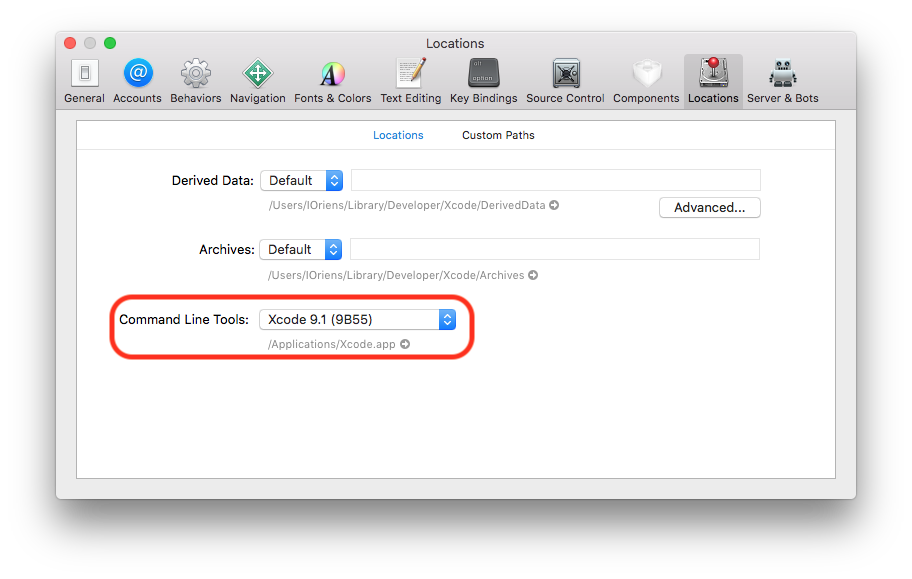 Locations
General Accounts Behaviors Navigation Fonts & Colors Text Editing Key Bindings Source Control Components Locations Server & Bots
Locations Custom Paths
Derived Data: Default
/Users/IOriens/Library/Developer/Xcode/DerivedData
Advanced...
Archives: Default
/Users/IOriens/Library/Developer/Xcode/Archives
Command Line Tools: Xcode 9.1 (9B55)
/Applications/Xcode.app